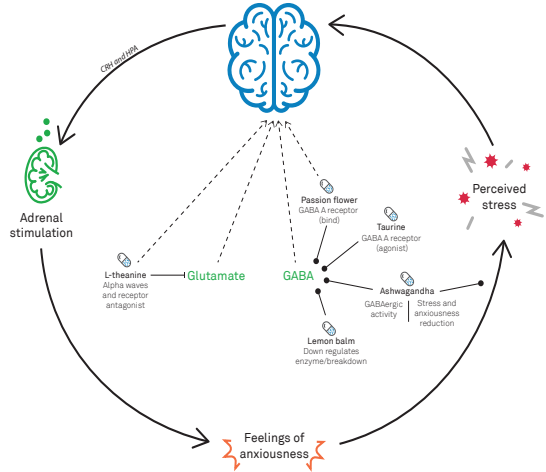 CRH and HPA
Adrenal
stimulation
Perceived
stress
Passion flower
GABA A receptor
(bind)
Taurine
GABA A receptor
(agonist)
L-theanine
Alpha waves
and receptor
antagonist
Glutamate
GABA
Ashwagandha
GABAergic
activity
Stress and
anxiousness
reduction
Lemon balm
Down regulates
enzyme/breakdown
Feelings of
anxiousness